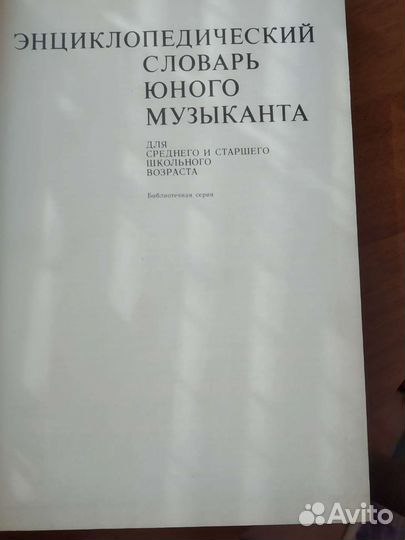 ЭНЦИКЛОПЕДИЧЕСКИЙ
СЛОВАРЬ
ЮНОГО
МУЗЫКАНТА
ДЛЯ
СРЕДНЕГО И СТАРШЕГО
ШКОЛЬНОГО
ВОЗРАСТА
Библиотечная серия
Avito